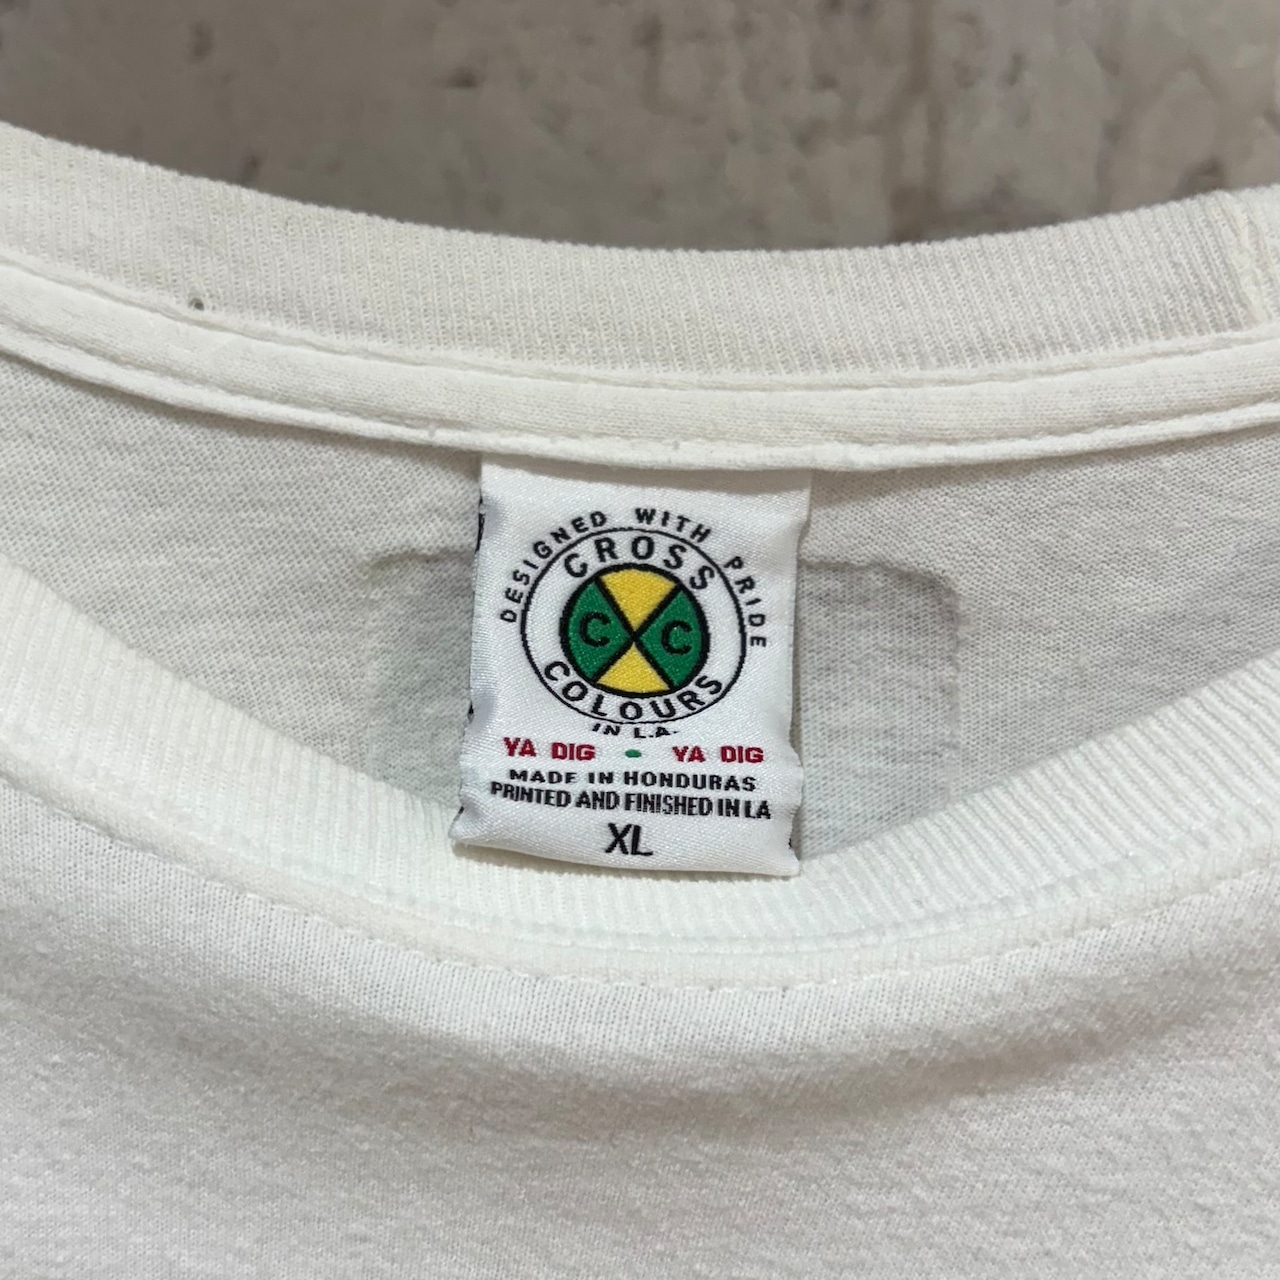 DESIGNED WITH PRIDE
CROSS
C C
COLOURS
IN L.A.
YA DIG • YA DIG
MADE IN HONDURAS
PRINTED AND FINISHED IN LA
XL